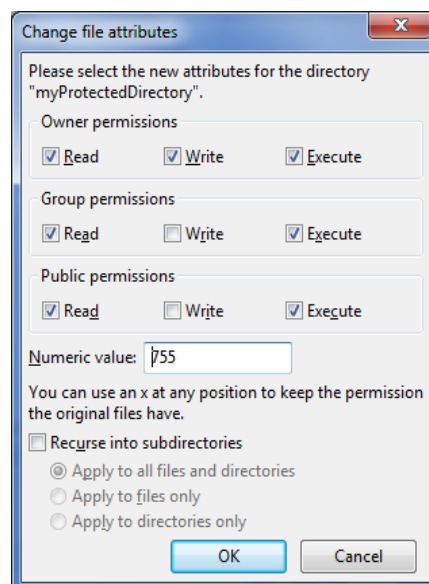 Change file attributes
Please select the new attributes for the directory
"myProtectedDirectory".
Owner permissions
Read Write Execute
Group permissions
Read Write Execute
Public permissions
Read Write Execute
Numeric value: 755
You can use an x at any position to keep the permission
the original files have.
Recurse into subdirectories
Apply to all files and directories
Apply to files only
Apply to directories only
OK Cancel